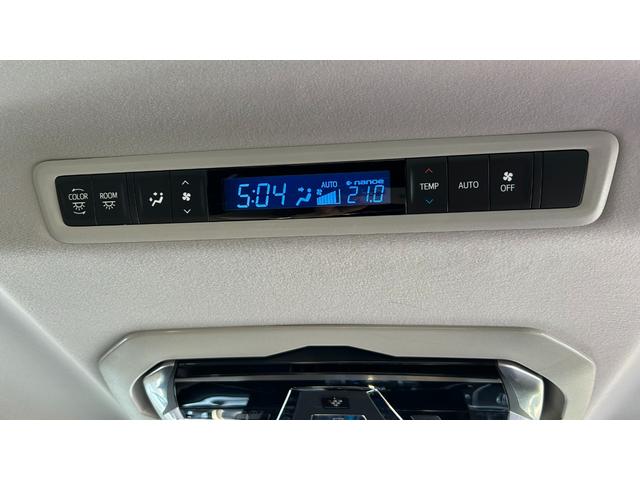 COLOR
ROOM
5:04
AUTO
nanoe
21.0
TEMP
AUTO
OFF